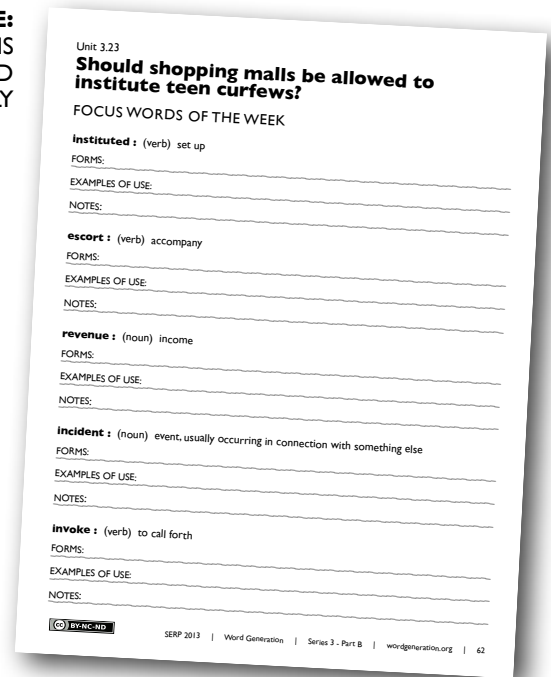 E:
IS
D
LY
Unit 3.23
Should shopping malls be allowed to
institute teen curfews?
FOCUS WORDS OF THE WEEK
instituted : (verb) set up
FORMS:
EXAMPLES OF USE:
NOTES:
escort : (verb) accompany
FORMS:
EXAMPLES OF USE:
NOTES:
revenue : (noun) income
FORMS:
EXAMPLES OF USE:
NOTES:
incident : (noun) event, usually occurring in connection with something else
FORMS:
EXAMPLES OF USE:
NOTES:
invoke : (verb) to call forth
FORMS:
EXAMPLES OF USE:
NOTES:
cc BY-NC-ND SERP 2013 | Word Generation | Series 3 - Part B | wordgeneration.org | 62